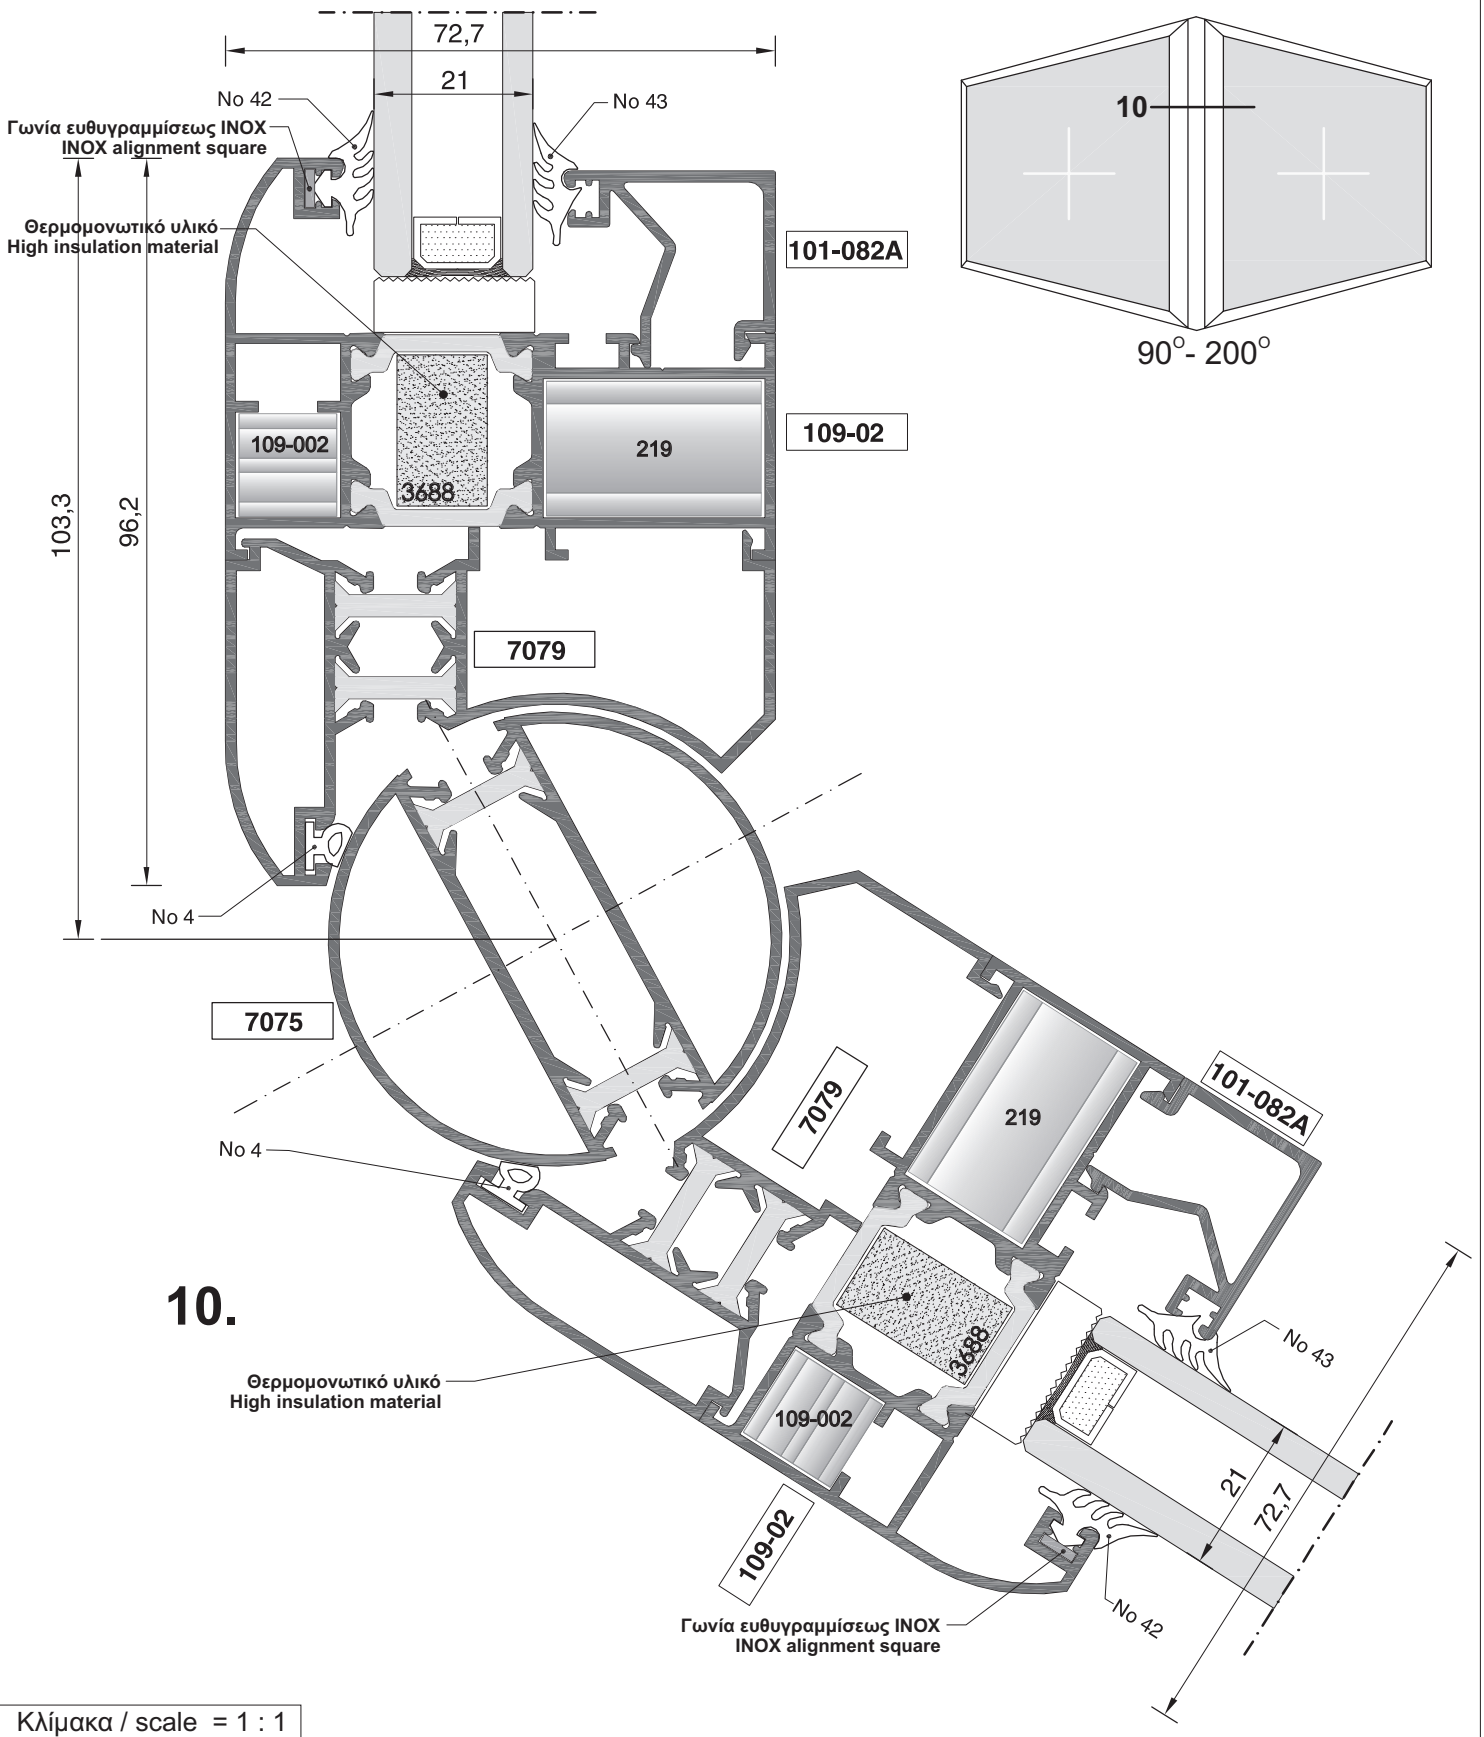 72,7
21
No 42
No 43
Γωνία ευθυγραμμίσεως INOX
INOX alignment square
10
Θερμομονωτικό υλικό
High insulation material
101-082A
90°- 200°
109-02
109-002
219
3688
103,3
96,2
7079
No 4
7075
7079
219
101-082A
No 4
10.
3688
No 43
Θερμομονωτικό υλικό
High insulation material
109-002
21
72,7
109-02
No 42
Γωνία ευθυγραμμίσεως INOX
INOX alignment square
Κλίμακα / scale = 1 : 1